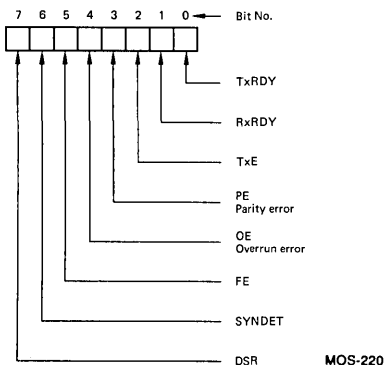 7 6 5 4 3 2 1 0 Bit No.
TxRDY
RxRDY
TxE
PE
Parity error
OE
Overrun error
FE
SYNDET
DSR MOS-220